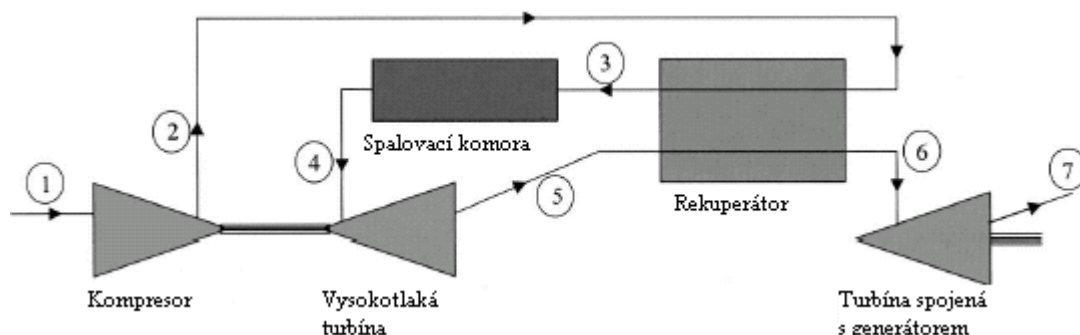 3
2
Spalovací komora
4
6
7
1
5
Rekuperátor
Kompresor
Vysokotlaká
turbína
Turbína spojená
s generátorem